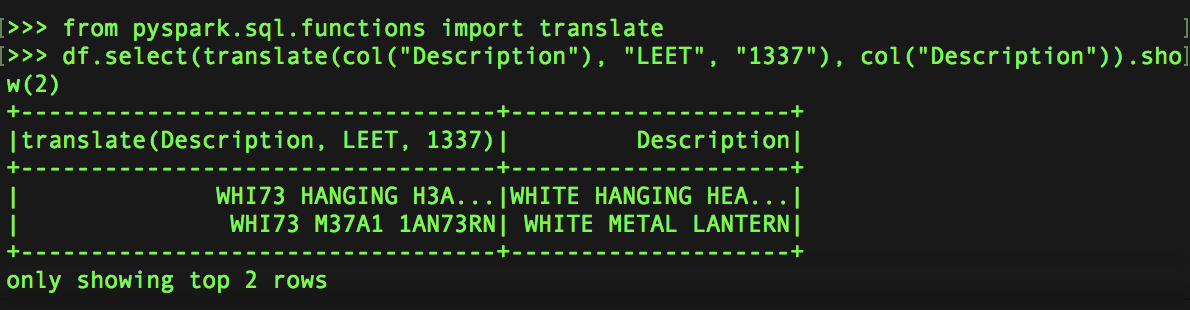 [>>> from pyspark.sql.functions import translate ]
[>>> df.select(translate(col("Description"), "LEET", "1337"), col("Description")).sho]
w(2)
+----------------------------------+--------------------+
|translate(Description, LEET, 1337)|         Description|
+----------------------------------+--------------------+
|              WHI73 HANGING H3A...|WHITE HANGING HEA...|
|               WHI73 M37A1 1AN73RN| WHITE METAL LANTERN|
+----------------------------------+--------------------+
only showing top 2 rows